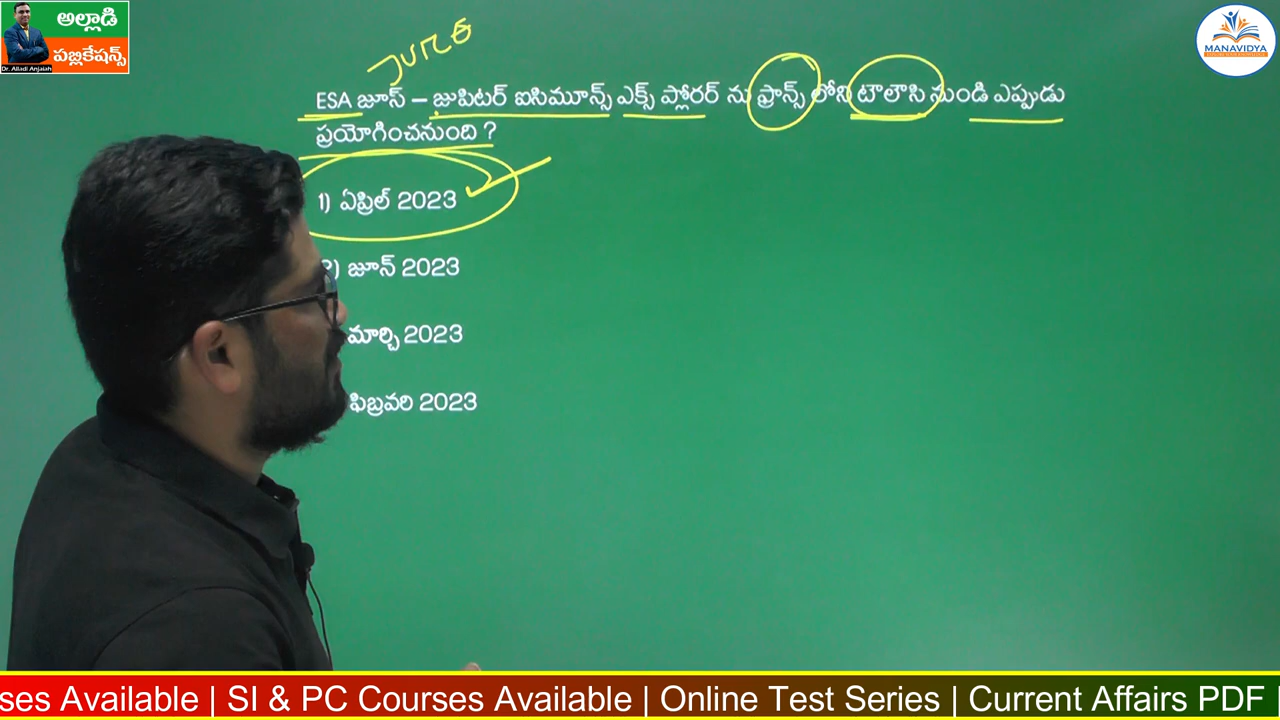 అల్లాడి
పబ్లికేషన్స్
Dr. Alladi Anjaiah
MANAVIDYA
JUICE
ESA జూస్ – జుపిటర్ ఐసిమూన్స్ ఎక్స్ ప్లోరర్ ను ఫ్రాన్స్ లోని టౌలౌసి నుండి ఎప్పుడు
ప్రయోగించనుంది ?
1) ఏప్రిల్ 2023
2) జూన్ 2023
మార్చి 2023
ఫిబ్రవరి 2023
ses Available | SI & PC Courses Available | Online Test Series | Current Affairs PDF